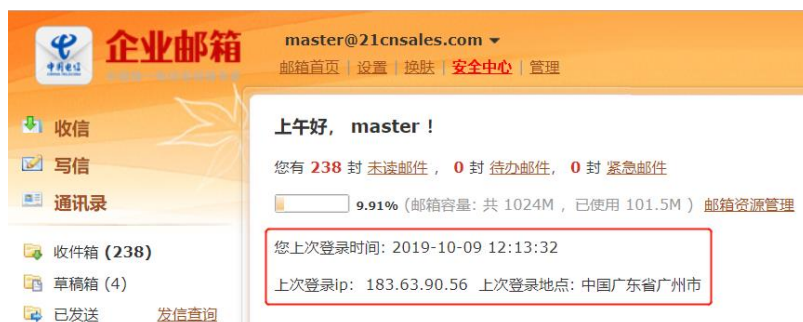 企业邮箱
master@21cnsales.com
邮箱首页 | 设置 | 换肤 | 安全中心 | 管理
中国电信
收信
写信
通讯录
收件箱 (238)
草稿箱 (4)
已发送 发信查询
上午好, master !
您有 238 封 未读邮件 , 0 封 待办邮件, 0 封 紧急邮件
9.91% (邮箱容量: 共 1024M , 已使用 101.5M ) 邮箱资源管理
您上次登录时间: 2019-10-09 12:13:32
上次登录ip: 183.63.90.56 上次登录地点: 中国广东省广州市